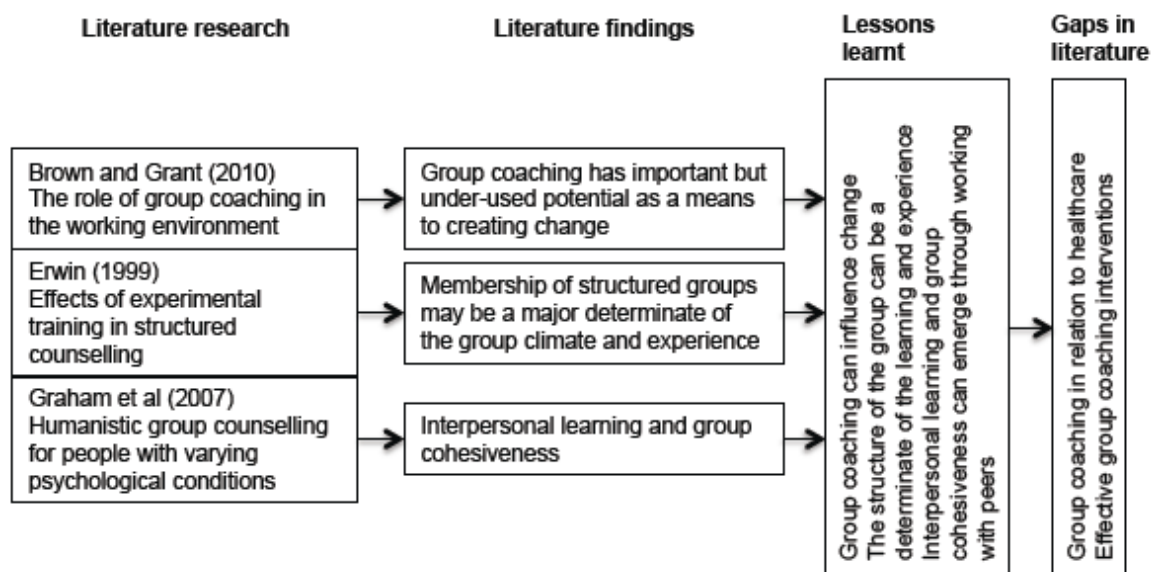 Literature research
Literature findings
Lessons
learnt
Gaps in
literature
Brown and Grant (2010)
The role of group coaching in
the working environment
Group coaching has important but
under-used potential as a means
to creating change
Erwin (1999)
Effects of experimental
training in structured
counselling
Membership of structured groups
may be a major determinate of
the group climate and experience
Graham et al (2007)
Humanistic group counselling
for people with varying
psychological conditions
Interpersonal learning and group
cohesiveness
Group coaching can influence change
The structure of the group can be a
determinate of the learning and experience
Interpersonal learning and group
cohesiveness can emerge through working
with peers
Group coaching in relation to healthcare
Effective group coaching interventions